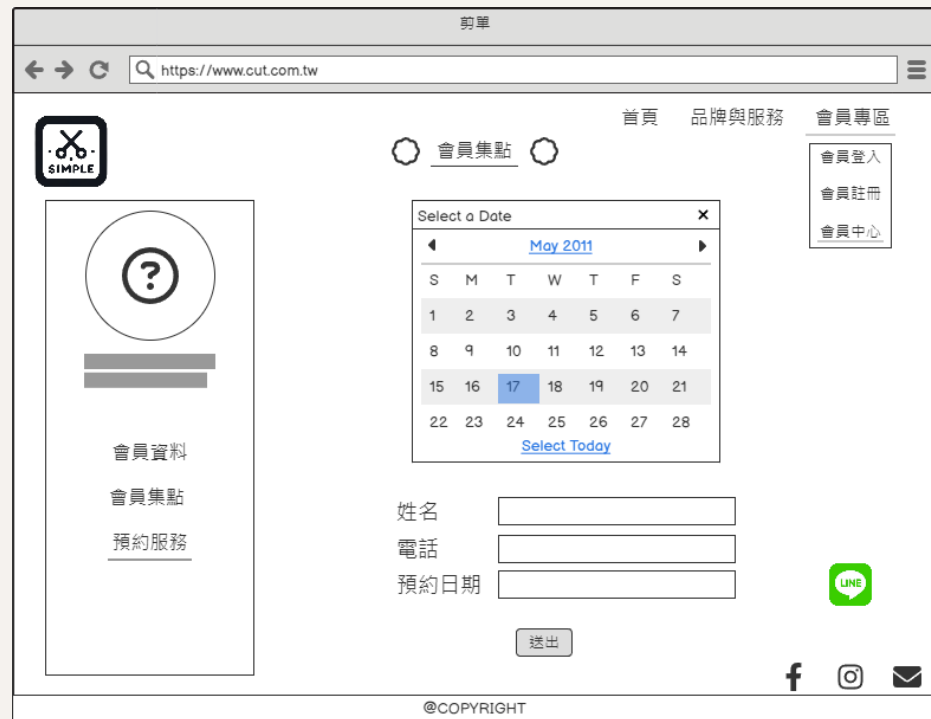 剪單
https://www.cut.com.tw
首頁 品牌與服務 會員專區
會員登入
會員註冊
會員中心
SIMPLE
會員集點
Select a Date
May 2011
S M T W T F S
1 2 3 4 5 6 7
8 9 10 11 12 13 14
15 16 17 18 19 20 21
22 23 24 25 26 27 28
Select Today
會員資料
會員集點
預約服務
姓名
電話
預約日期
送出
LINE
@COPYRIGHT